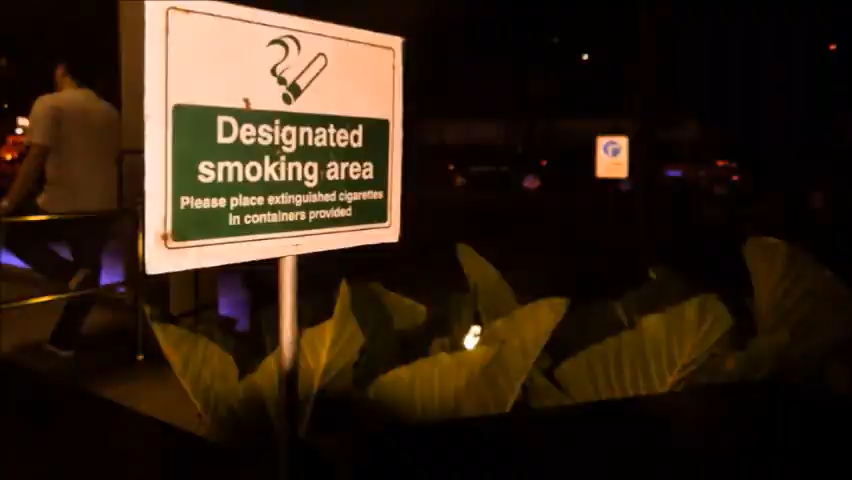 Designated
smoking area
Please place extinguished cigarettes
in containers provided